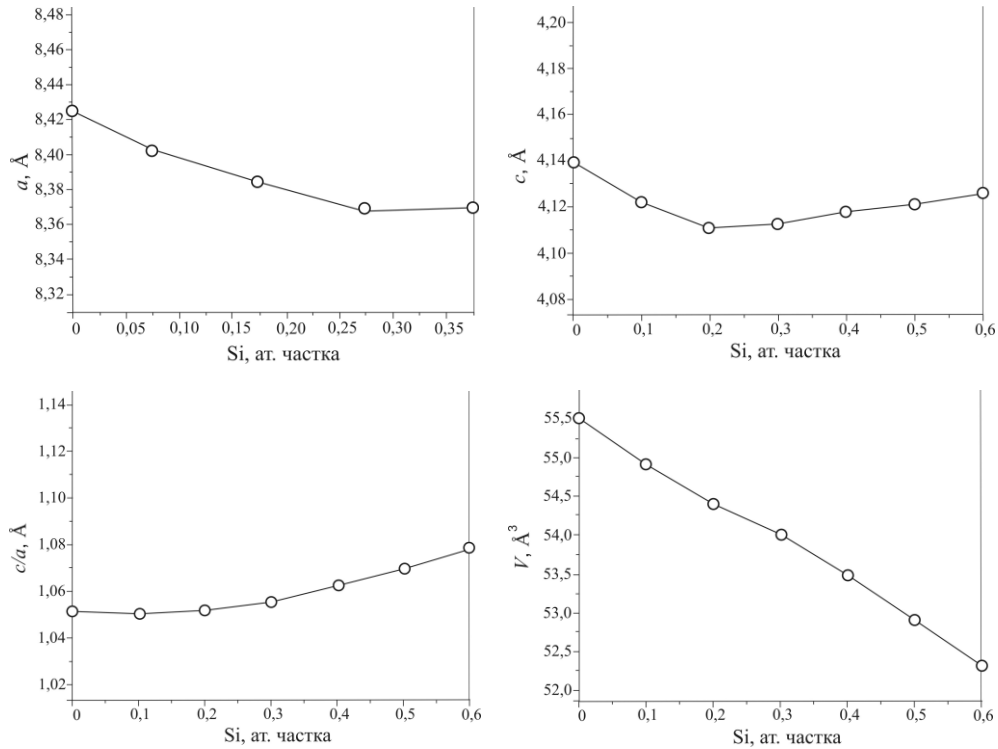 8,48
8,46
8,44
8,42
8,40
8,38
8,36
8,34
8,32
a, Å
0 0,05 0,10 0,15 0,20 0,25 0,30 0,35
Si, ат. частка
4,20
4,18
4,16
4,14
4,12
4,10
4,08
c, Å
0 0,1 0,2 0,3 0,4 0,5 0,6
Si, ат. частка
1,14
1,12
1,10
1,08
1,06
1,04
1,02
c/a, Å
0 0,1 0,2 0,3 0,4 0,5 0,6
Si, ат. частка
55,5
55,0
54,5
54,0
53,5
53,0
52,5
52,0
V, Å³
0 0,1 0,2 0,3 0,4 0,5 0,6
Si, ат. частка